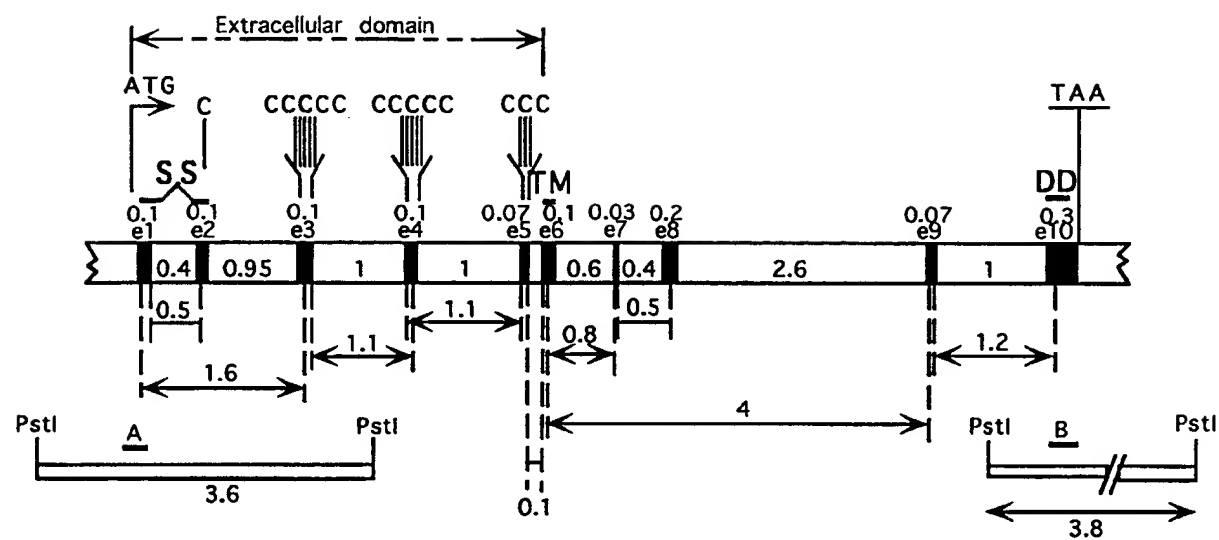 Extracellular domain
ATG C CCCCC CCCCC CCC TAA
SS TM DD
0.1 0.1 0.1 0.1 0.07 0.1 0.03 0.2 0.07 0.3
e1 e2 e3 e4 e5 e6 e7 e8 e9 e10
0.4 0.95 1 1 0.6 0.4 2.6 1
0.5 1.1 0.5
1.1 0.8 1.2
1.6
4
PstI A PstI PstI B PstI
3.6
0.1
3.8